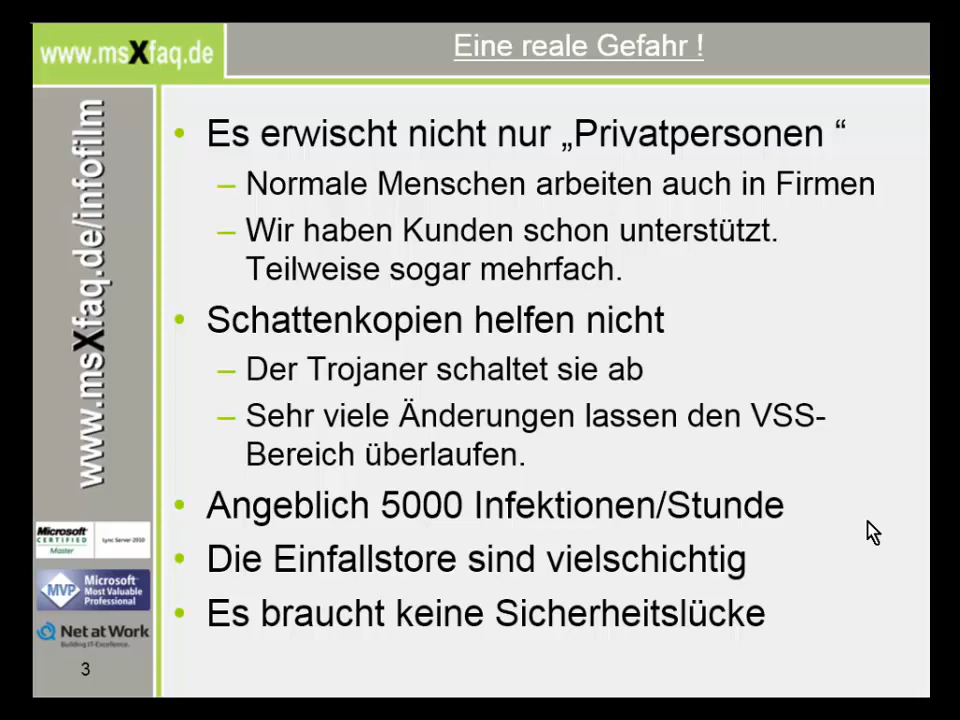 www.msXfaq.de
Eine reale Gefahr !
www.msXfaq.de/infofilm
• Es erwischt nicht nur „Privatpersonen “
– Normale Menschen arbeiten auch in Firmen
– Wir haben Kunden schon unterstützt.
Teilweise sogar mehrfach.
• Schattenkopien helfen nicht
– Der Trojaner schaltet sie ab
– Sehr viele Änderungen lassen den VSS-
Bereich überlaufen.
• Angeblich 5000 Infektionen/Stunde
• Die Einfallstore sind vielschichtig
• Es braucht keine Sicherheitslücke
Microsoft
CERTIFIED
Master
Lync Server 2010
MVP
Microsoft
Most Valuable
Professional
Net at Work
Building IT-Excellence.
3